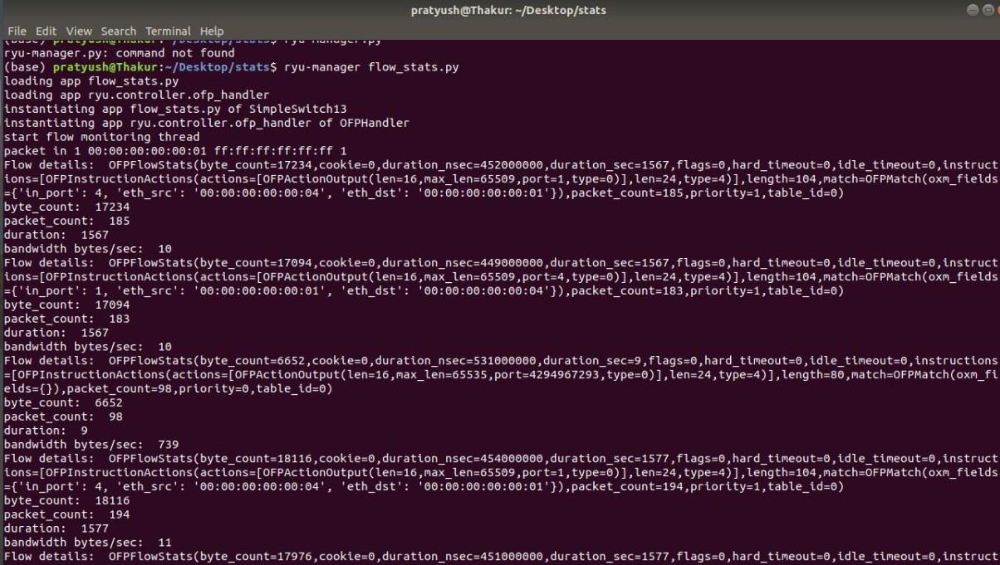 pratyush@Thakur: ~/Desktop/stats
File Edit View Search Terminal Help
(base) pratyush@Thakur:~/Desktop/stats$ ryu-manager.py
ryu-manager.py: command not found
(base) pratyush@Thakur:~/Desktop/stats$ ryu-manager flow_stats.py
loading app flow_stats.py
loading app ryu.controller.ofp_handler
instantiating app flow_stats.py of SimpleSwitch13
instantiating app ryu.controller.ofp_handler of OFPHandler
start flow monitoring thread
packet in 1 00:00:00:00:00:01 ff:ff:ff:ff:ff:ff 1
Flow details:  OFPFlowStats(byte_count=17234,cookie=0,duration_nsec=452000000,duration_sec=1567,flags=0,hard_timeout=0,idle_timeout=0,instruct
ions=[OFPInstructionActions(actions=[OFPActionOutput(len=16,max_len=65509,port=1,type=0)],len=24,type=4)],length=104,match=OFPMatch(oxm_fields
={'in_port': 4, 'eth_src': '00:00:00:00:00:04', 'eth_dst': '00:00:00:00:00:01'}),packet_count=185,priority=1,table_id=0)
byte_count:  17234
packet_count:  185
duration:  1567
bandwidth bytes/sec:  10
Flow details:  OFPFlowStats(byte_count=17094,cookie=0,duration_nsec=449000000,duration_sec=1567,flags=0,hard_timeout=0,idle_timeout=0,instruct
ions=[OFPInstructionActions(actions=[OFPActionOutput(len=16,max_len=65509,port=4,type=0)],len=24,type=4)],length=104,match=OFPMatch(oxm_fields
={'in_port': 1, 'eth_src': '00:00:00:00:00:01', 'eth_dst': '00:00:00:00:00:04'}),packet_count=183,priority=1,table_id=0)
byte_count:  17094
packet_count:  183
duration:  1567
bandwidth bytes/sec:  10
Flow details:  OFPFlowStats(byte_count=6652,cookie=0,duration_nsec=531000000,duration_sec=9,flags=0,hard_timeout=0,idle_timeout=0,instructions
=[OFPInstructionActions(actions=[OFPActionOutput(len=16,max_len=65535,port=4294967293,type=0)],len=24,type=4)],length=80,match=OFPMatch(oxm_fi
elds={}),packet_count=98,priority=0,table_id=0)
byte_count:  6652
packet_count:  98
duration:  9
bandwidth bytes/sec:  739
Flow details:  OFPFlowStats(byte_count=18116,cookie=0,duration_nsec=454000000,duration_sec=1577,flags=0,hard_timeout=0,idle_timeout=0,instruct
ions=[OFPInstructionActions(actions=[OFPActionOutput(len=16,max_len=65509,port=1,type=0)],len=24,type=4)],length=104,match=OFPMatch(oxm_fields
={'in_port': 4, 'eth_src': '00:00:00:00:00:04', 'eth_dst': '00:00:00:00:00:01'}),packet_count=194,priority=1,table_id=0)
byte_count:  18116
packet_count:  194
duration:  1577
bandwidth bytes/sec:  11
Flow details:  OFPFlowStats(byte_count=17976,cookie=0,duration_nsec=451000000,duration_sec=1577,flags=0,hard_timeout=0,idle_timeout=0,instruct